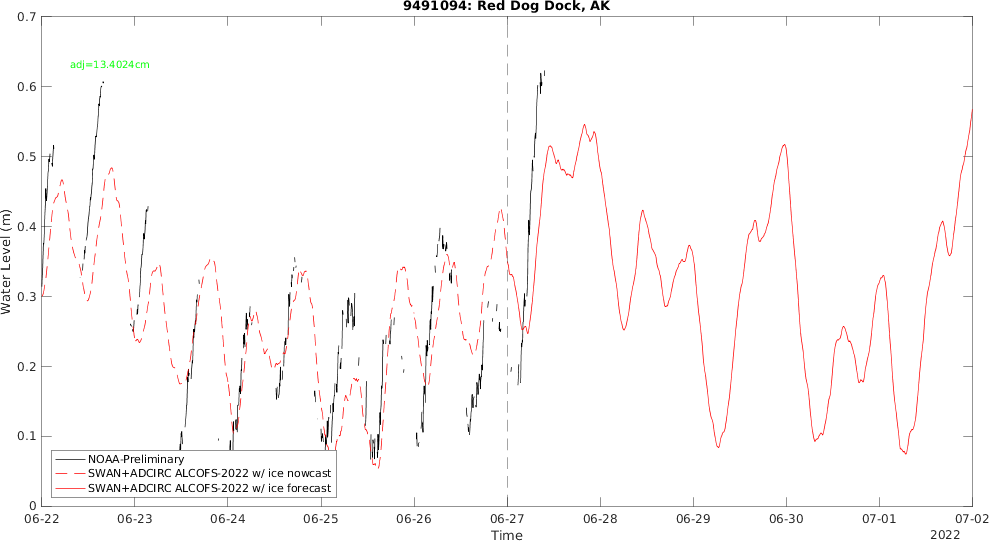 9491094: Red Dog Dock, AK
adj=13.4024cm
Water Level (m)
0.7
0.6
0.5
0.4
0.3
0.2
0.1
0
NOAA-Preliminary
SWAN+ADCIRC ALCOFS-2022 w/ ice nowcast
SWAN+ADCIRC ALCOFS-2022 w/ ice forecast
06-22 06-23 06-24 06-25 06-26 06-27 06-28 06-29 06-30 07-01 07-02
Time
2022